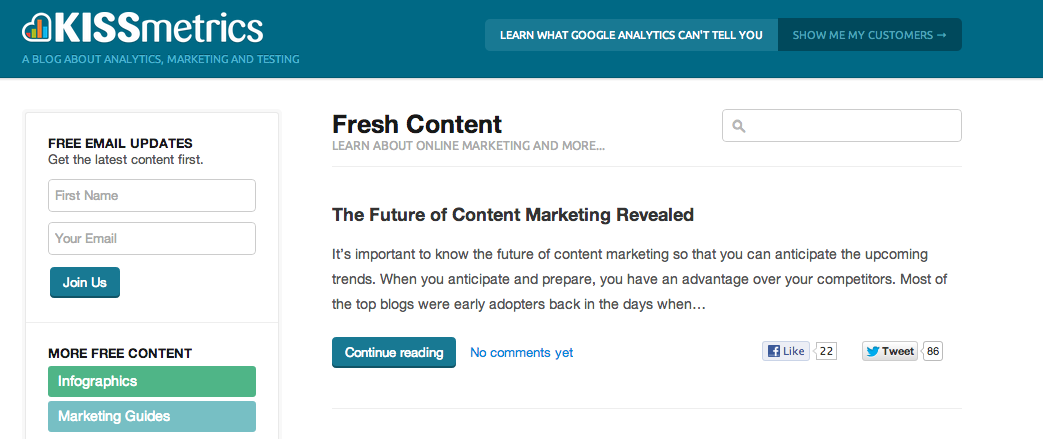 KISSmetrics
A BLOG ABOUT ANALYTICS, MARKETING AND TESTING
LEARN WHAT GOOGLE ANALYTICS CAN'T TELL YOU
SHOW ME MY CUSTOMERS →
FREE EMAIL UPDATES
Get the latest content first.
First Name
Your Email
Join Us
MORE FREE CONTENT
Infographics
Marketing Guides
Fresh Content
LEARN ABOUT ONLINE MARKETING AND MORE...
The Future of Content Marketing Revealed
It's important to know the future of content marketing so that you can anticipate the upcoming
trends. When you anticipate and prepare, you have an advantage over your competitors. Most of
the top blogs were early adopters back in the days when…
Continue reading
No comments yet
Like 22
Tweet 86